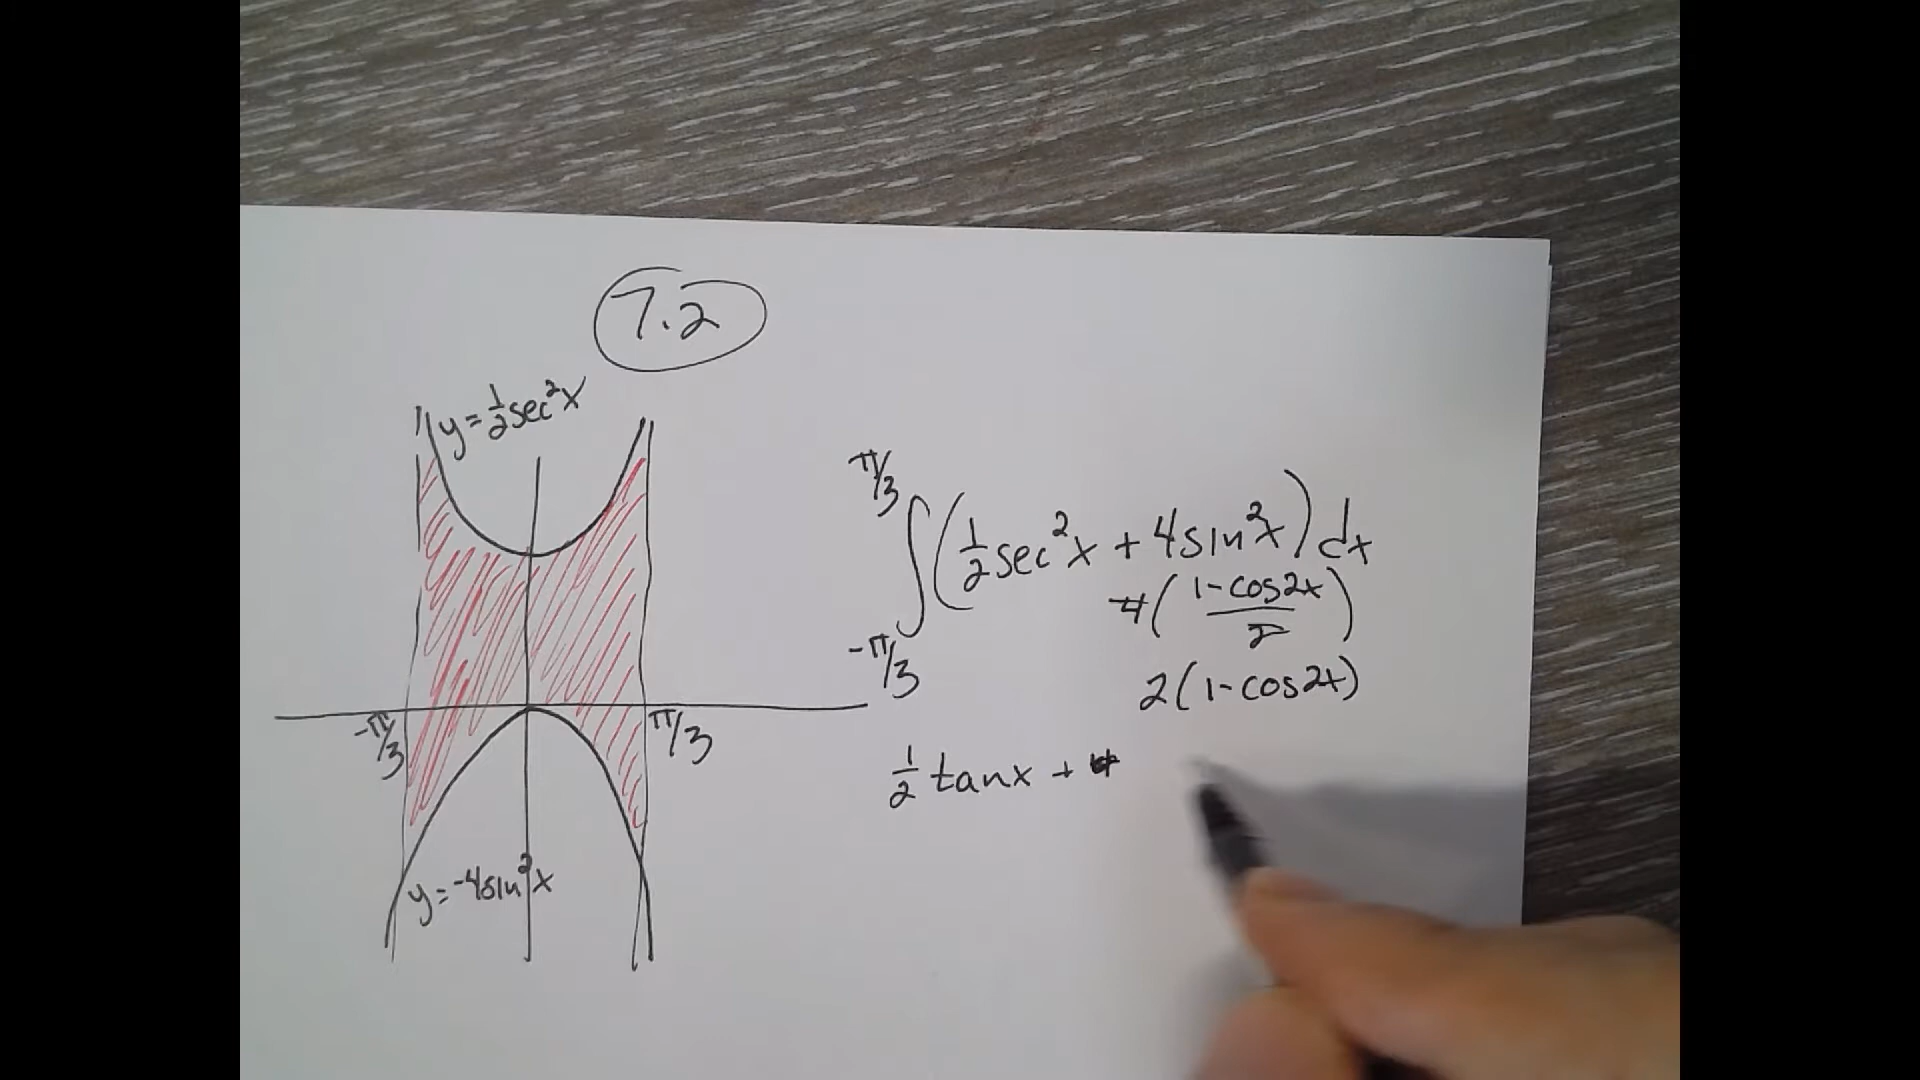 7.2
y = 1/2 sec²x
π/3
∫ (1/2 sec²x + 4sin²x) dx
-π/3
4 (1-cos2x / 2)
2(1-cos2x)
-π/3
π/3
1/2 tanx +
y = -4sin²x